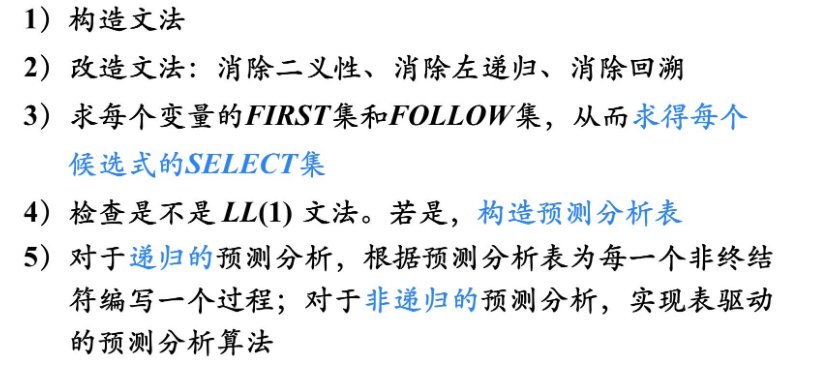 1）构造文法
2）改造文法：消除二义性、消除左递归、消除回溯
3）求每个变量的FIRST集和FOLLOW集，从而求得每个
候选式的SELECT集
4）检查是不是 LL(1) 文法。若是，构造预测分析表
5）对于递归的预测分析，根据预测分析表为每一个非终结
符编写一个过程；对于非递归的预测分析，实现表驱动
的预测分析算法